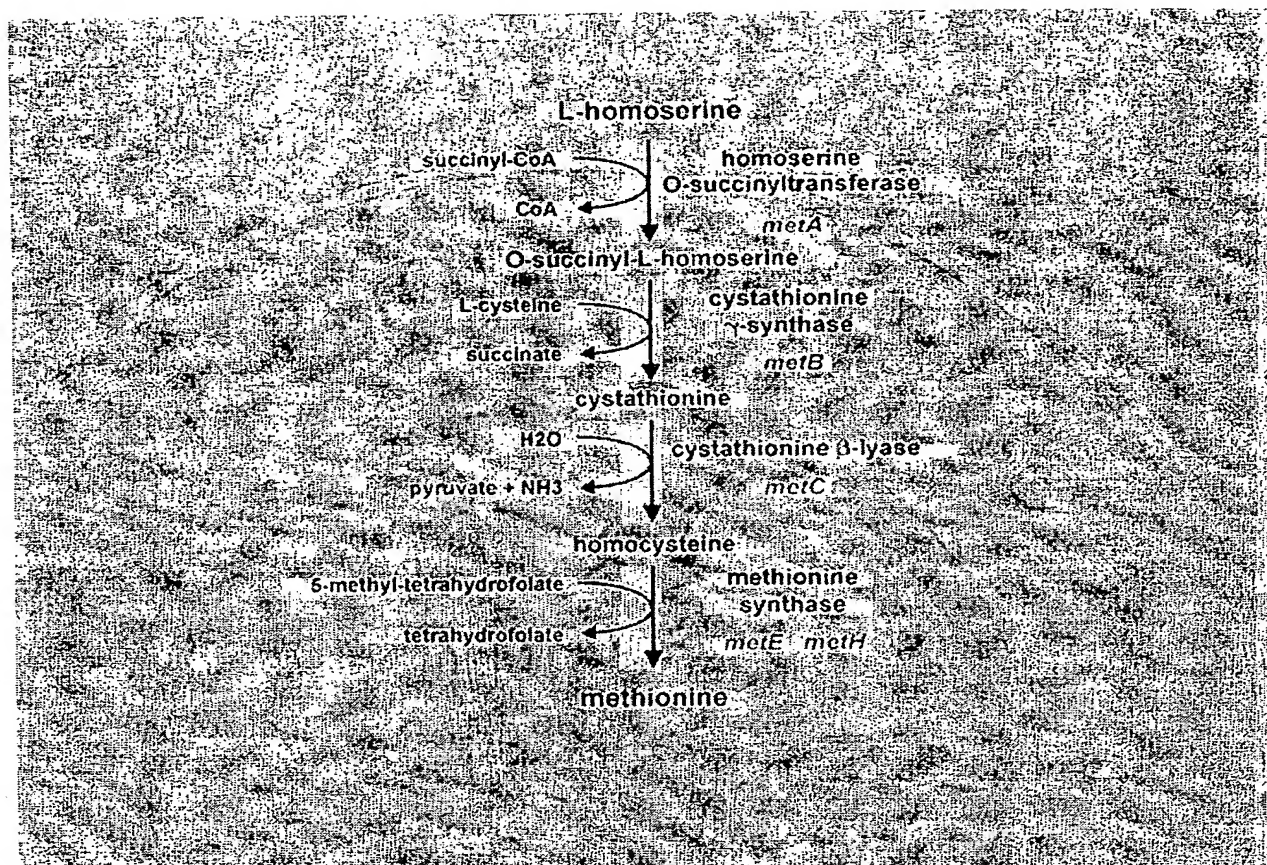 L-homoserine
succinyl-CoA
homoserine
O-succinyltransferase
CoA
metA
O-succinyl-L-homoserine
L-cysteine
cystathionine
γ-synthase
succinate
metB
cystathionine
H2O
cystathionine β-lyase
pyruvate + NH3
metC
homocysteine
5-methyl-tetrahydrofolate
methionine
synthase
tetrahydrofolate
metE metH
methionine